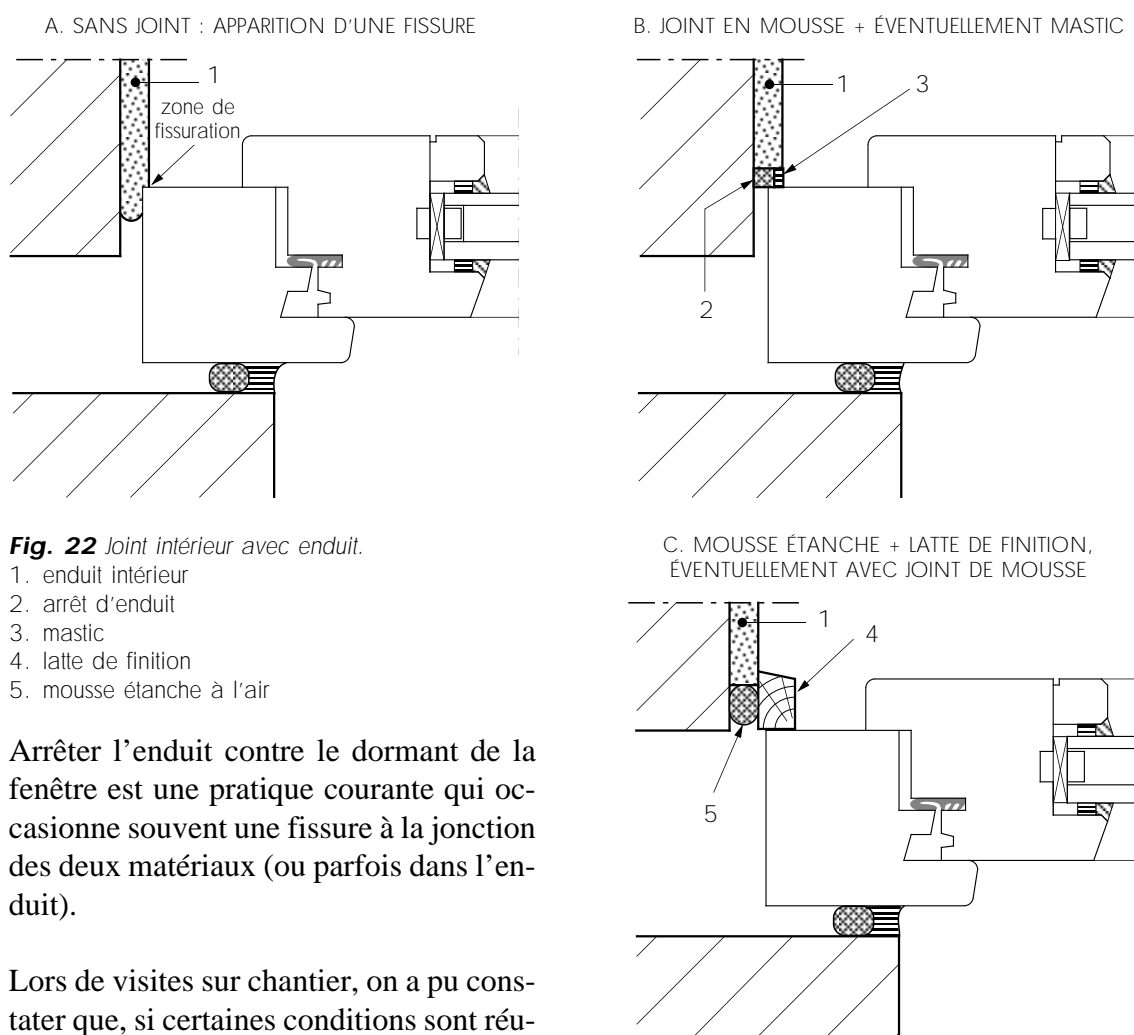 A. SANS JOINT : APPARITION D'UNE FISSURE
1
zone de
fissuration
B. JOINT EN MOUSSE + ÉVENTUELLEMENT MASTIC
1
3
2
Fig. 22 Joint intérieur avec enduit.
1. enduit intérieur
2. arrêt d'enduit
3. mastic
4. latte de finition
5. mousse étanche à l'air
C. MOUSSE ÉTANCHE + LATTE DE FINITION,
ÉVENTUELLEMENT AVEC JOINT DE MOUSSE
1
4
5
Arrêter l'enduit contre le dormant de la
fenêtre est une pratique courante qui oc-
casionne souvent une fissure à la jonction
des deux matériaux (ou parfois dans l'en-
duit).
Lors de visites sur chantier, on a pu cons-
tater que, si certaines conditions sont réu-